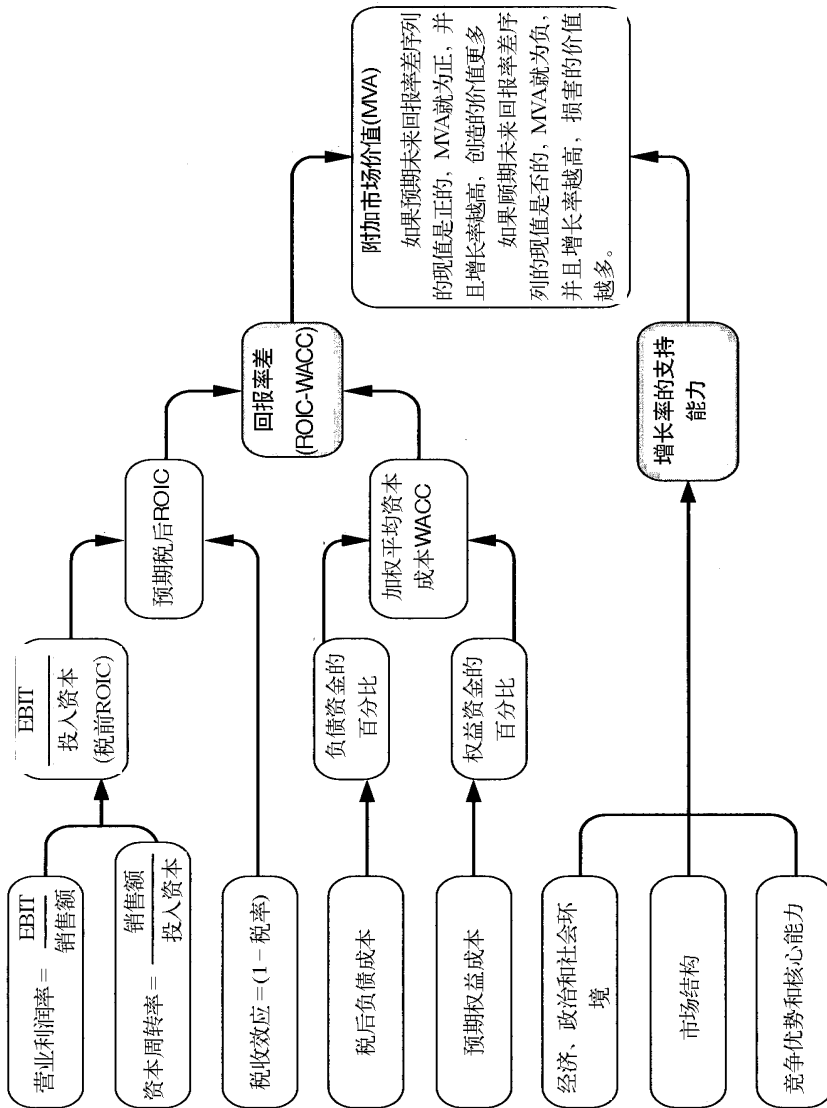 营业利润率=EBIT/销售额
资本周转率=销售额/投入资本
税收效应=(1-税率)
税后负债成本
预期权益成本
经济、政治和社会环
境
市场结构
竞争优势和核心能力
EBIT
投入资本
(税前ROIC)
负债资金的
百分比
权益资金的
百分比
预期税后ROIC
加权平均资本
成本WACC
回报率差
(ROIC-WACC)
增长率的支持
能力
附加市场价值(MVA)
如果预期未来回报率差序列
的现值是正的，MVA就为正，并
且增长率越高，创造的价值更多
如果顾期未来回报率差序
列的现值是否的，MVA就为负，
并且增长率越高，损害的价值
越多。